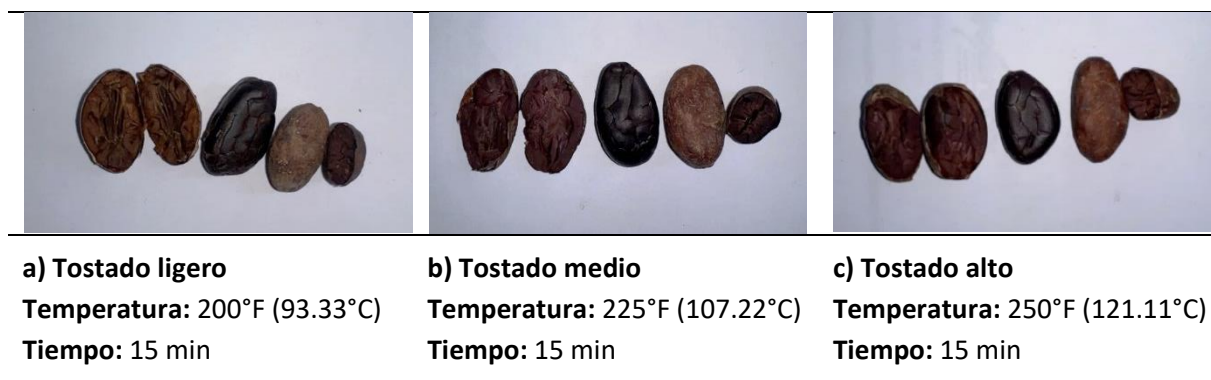 a) Tostado ligero
Temperatura: 200°F (93.33°C)
Tiempo: 15 min
b) Tostado medio
Temperatura: 225°F (107.22°C)
Tiempo: 15 min
c) Tostado alto
Temperatura: 250°F (121.11°C)
Tiempo: 15 min